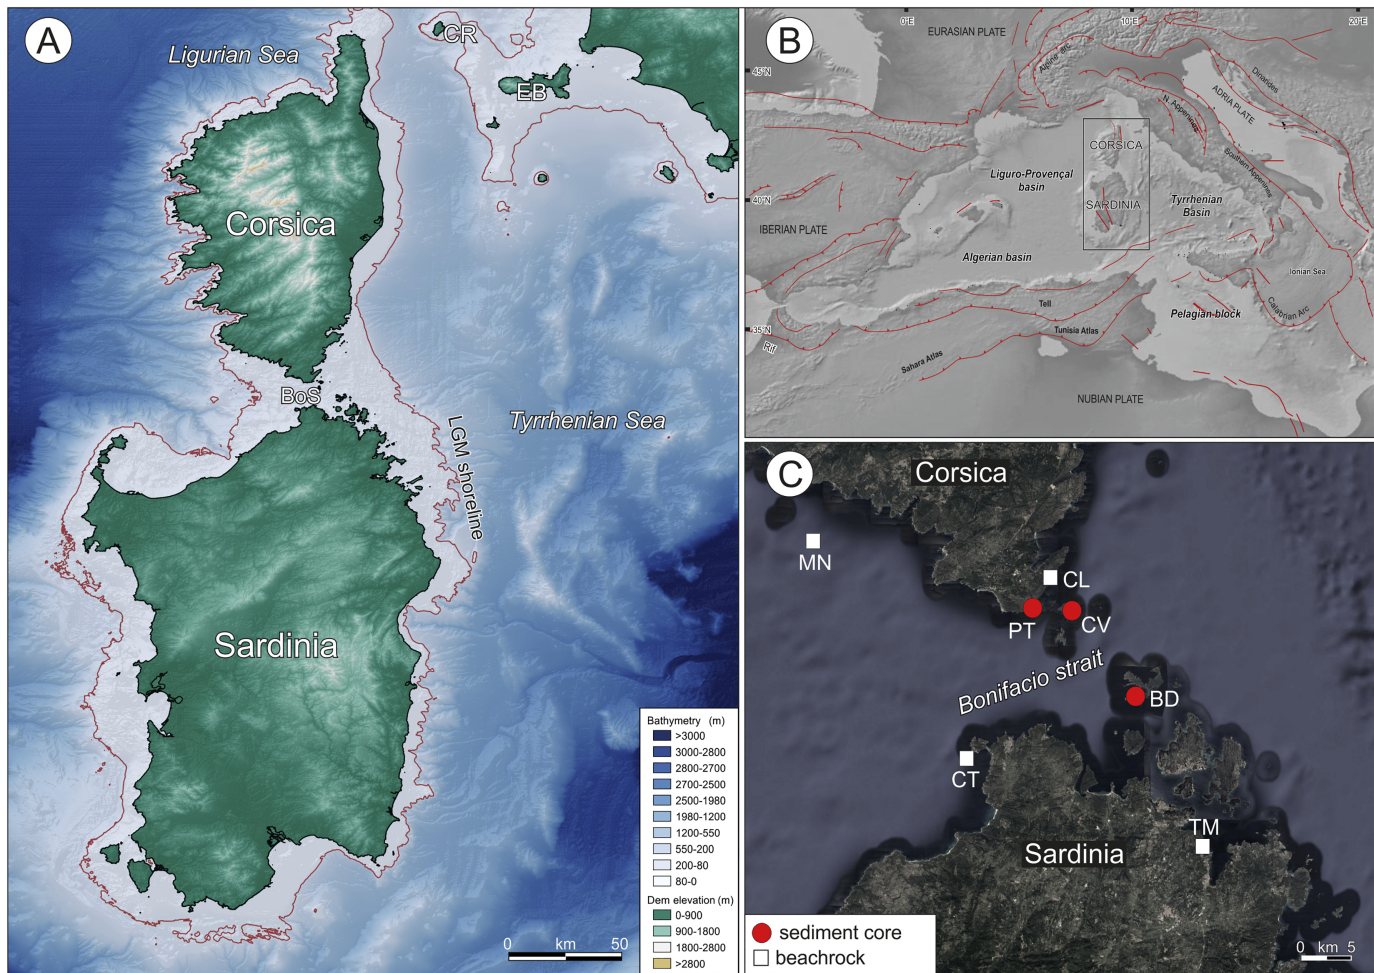 A
Ligurian Sea
CR
EB
Corsica
BoS
LGM shoreline
Tyrrhenian Sea
Sardinia
Bathymetry (m)
>3000
3000-2800
2800-2700
2700-2500
2500-1980
1980-1200
1200-550
550-200
200-80
80-0
Dem elevation (m)
0-900
900-1800
1800-2800
>2800
0 km 50
B
0°E
10°E
20°E
45°N
40°N
35°N
EURASIAN PLATE
Alpine arc
Dinarides
ADRIA PLATE
N. Appenines
CORSICA
Liguro-Provençal
basin
Southern Appenines
SARDINIA
Tyrrhenian
Basin
IBERIAN PLATE
Algerian basin
Ionian Sea
Tell
Calabrian Arc
Pelagian block
Tunisia Atlas
Rif
Sahara Atlas
NUBIAN PLATE
C
Corsica
MN
CL
PT
CV
Bonifacio strait
BD
CT
TM
Sardinia
sediment core
beachrock
0 km 5